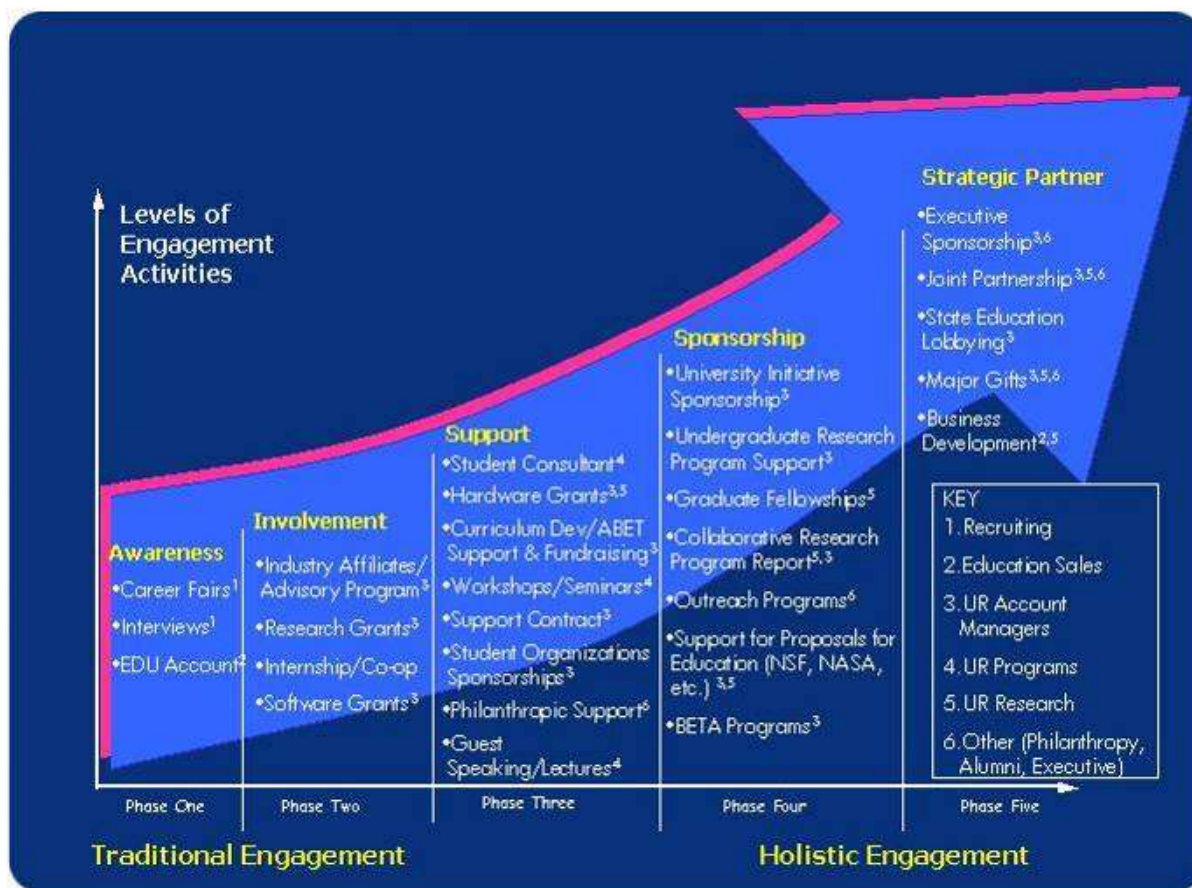 Levels of
Engagement
Activities
Awareness
•Career Fairs¹
•Interviews¹
•EDU Account²
Involvement
•Industry Affiliates/
Advisory Program³
•Research Grants³
•Internship/Co-op
•Software Grants³
Support
•Student Consultant⁴
•Hardware Grants³,⁵
•Curriculum Dev/ABET
Support & Fundraising³
•Workshops/Seminars⁴
•Support Contract³
•Student Organizations
Sponsorships³
•Philanthropic Support⁶
•Guest
Speaking/Lectures⁴
Sponsorship
•University Initiative
Sponsorship³
•Undergraduate Research
Program Support³
•Graduate Fellowships⁵
•Collaborative Research
Program Report⁵,³
•Outreach Programs⁶
•Support for Proposals for
Education (NSF, NASA,
etc.) ³,⁵
•BETA Programs³
Strategic Partner
•Executive
Sponsorship³,⁶
•Joint Partnership³,⁵,⁶
•State Education
Lobbying³
•Major Gifts³,⁵,⁶
•Business
Development²,⁵
KEY
1.Recruiting
2.Education Sales
3.UR Account
Managers
4.UR Programs
5.UR Research
6.Other (Philanthropy,
Alumni, Executive)
Phase One
Phase Two
Phase Three
Phase Four
Phase Five
Traditional Engagement
Holistic Engagement